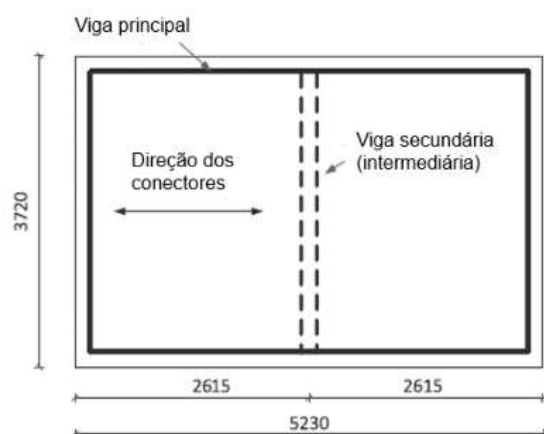 Viga principal
Direção dos
conectores
Viga secundária
(intermediária)
3720
2615
2615
5230